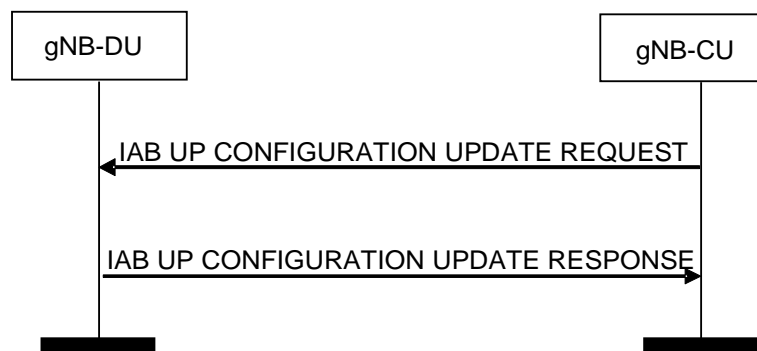 gNB-DU
gNB-CU
IAB UP CONFIGURATION UPDATE REQUEST
IAB UP CONFIGURATION UPDATE RESPONSE